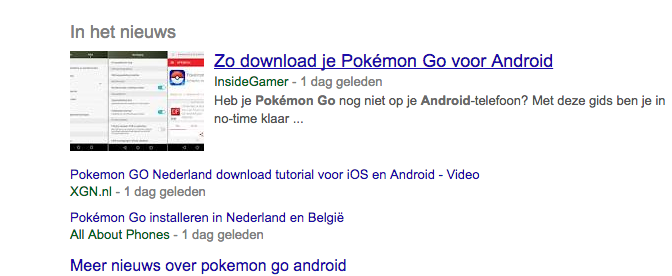 In het nieuws
Zo download je Pokémon Go voor Android
InsideGamer - 1 dag geleden
Heb je Pokémon Go nog niet op je Android-telefoon? Met deze gids ben je in
no-time klaar ...
Pokemon GO Nederland download tutorial voor iOS en Android - Video
XGN.nl - 1 dag geleden
Pokémon Go installeren in Nederland en België
All About Phones - 1 dag geleden
Meer nieuws over pokemon go android